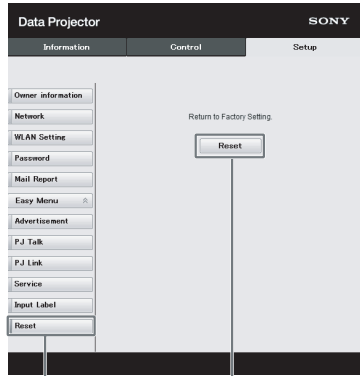 Data Projector
SONY
Information
Control
Setup
Owner information
Network
WLAN Setting
Password
Mail Report
Easy Menu
Advertisement
PJ Talk
PJ Link
Service
Input Label
Reset
Return to Factory Setting.
Reset